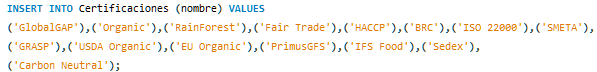 INSERT INTO Certificaciones (nombre) VALUES
('GlobalGAP'),('Organic'),('RainForest'),('Fair Trade'),('HACCP'),('BRC'),('ISO 22000'),('SMETA'),
('GRASP'),('USDA Organic'),('EU Organic'),('PrimusGFS'),('IFS Food'),('Sedex'),
('Carbon Neutral');